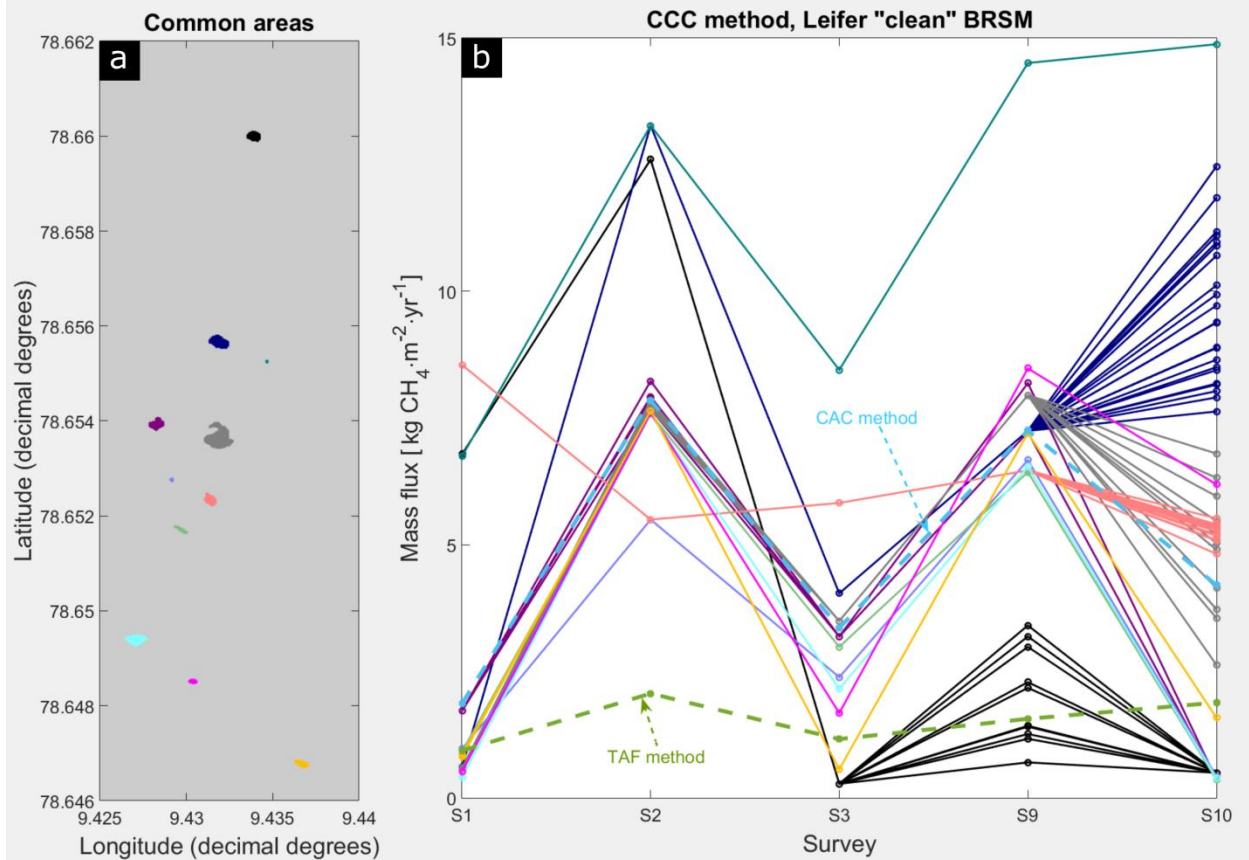 Common areas
a
78.662
78.66
78.658
78.656
78.654
78.652
78.65
78.648
78.646
9.425
9.43
9.435
9.44
Latitude (decimal degrees)
Longitude (decimal degrees)
CCC method, Leifer "clean" BRSM
b
15
10
5
0
Mass flux [ kg CH₄·m⁻²·yr⁻¹]
CAC method
TAF method
S1
S2
S3
S9
S10
Survey